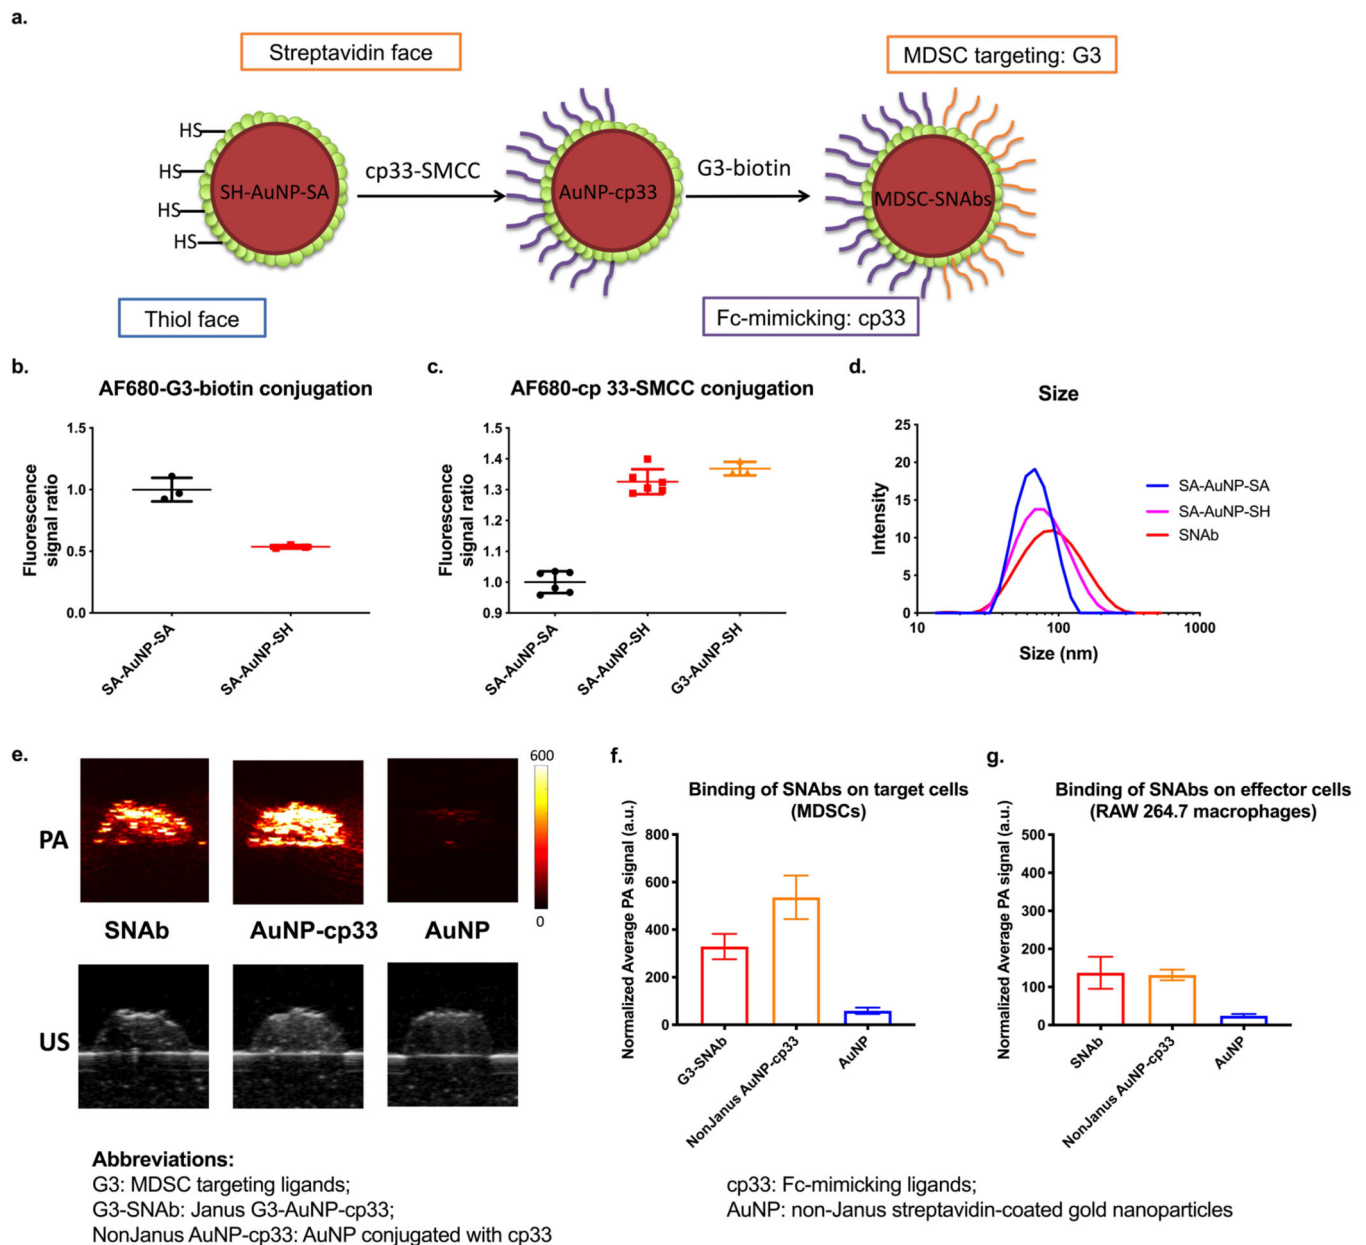 a.
Streptavidin face
MDSC targeting: G3
HS
HS
HS
HS
SH-AuNP-SA
cp33-SMCC
AuNP-cp33
G3-biotin
MDSC-SNAbs
Thiol face
Fc-mimicking: cp33
b.
AF680-G3-biotin conjugation
Fluorescence
signal ratio
1.5
1.0
0.5
0.0
SA-AuNP-SA
SA-AuNP-SH
c.
AF680-cp 33-SMCC conjugation
Fluorescence
signal ratio
1.5
1.4
1.3
1.2
1.1
1.0
0.9
SA-AuNP-SA
SA-AuNP-SH
G3-AuNP-SH
d.
Size
Intensity
25
20
15
10
5
0
10
100
1000
Size (nm)
SA-AuNP-SA
SA-AuNP-SH
SNAb
e.
PA
600
0
SNAb
AuNP-cp33
AuNP
US
f.
Binding of SNAbs on target cells
(MDSCs)
Normalized Average PA signal (a.u.)
800
600
400
200
0
G3-SNAb
NonJanus AuNP-cp33
AuNP
g.
Binding of SNAbs on effector cells
(RAW 264.7 macrophages)
Normalized Average PA signal (a.u.)
500
400
300
200
100
0
SNAb
NonJanus AuNP-cp33
AuNP
Abbreviations:
G3: MDSC targeting ligands;
G3-SNAb: Janus G3-AuNP-cp33;
NonJanus AuNP-cp33: AuNP conjugated with cp33
cp33: Fc-mimicking ligands;
AuNP: non-Janus streptavidin-coated gold nanoparticles